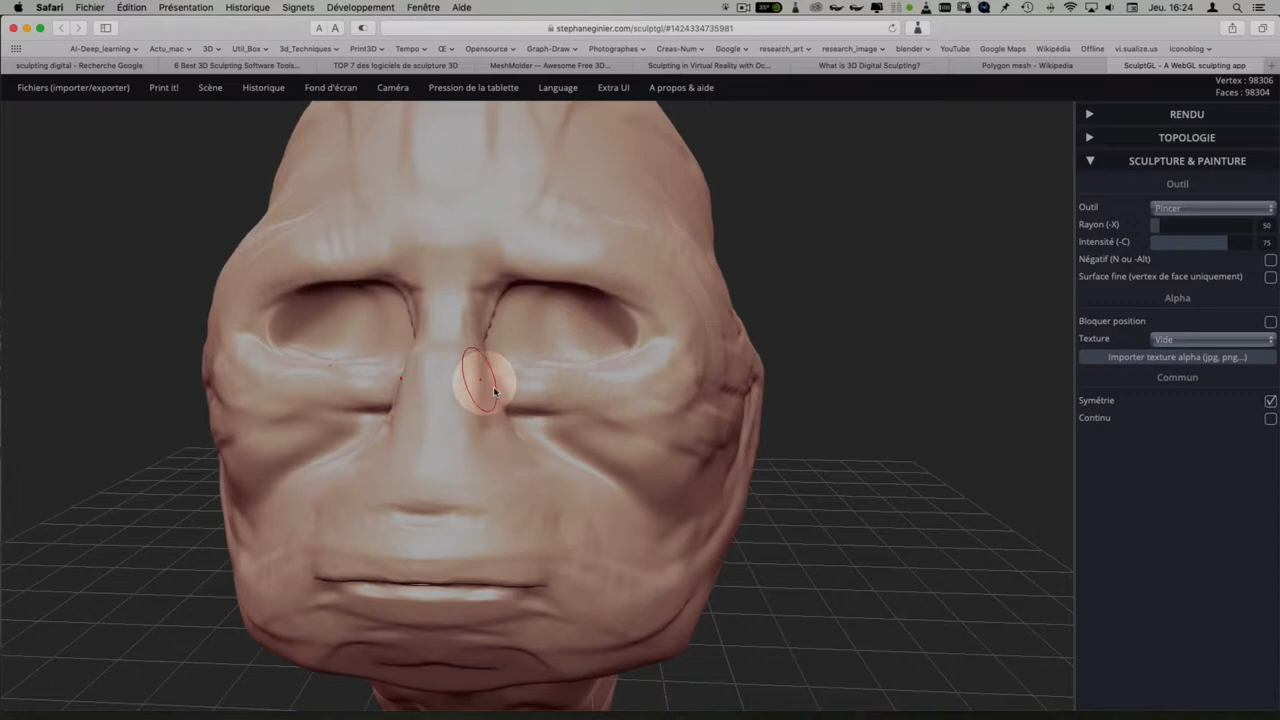 Safari Fichier Édition Présentation Historique Signets Développement Fenêtre Aide 35° Jeu. 16:24
A A stephaneginier.com/sculptgl/#1424334735981
AI-Deep_learning Actu_mac 3D Util_Box 3d_Techniques Print3D Tempo Œ Opensource Graph-Draw Photographes Creas-Num Google research_art research_image blender YouTube Google Maps Wikipédia Offline vi.sualize.us Iconoblog
sculpting digital - Recherche Google 6 Best 3D Sculpting Software Tools... TOP 7 des logiciels de sculpture 3D MeshMolder -- Awesome Free 3D... Sculpting in Virtual Reality with Oc... What is 3D Digital Sculpting? Polygon mesh - Wikipedia SculptGL - A WebGL sculpting app
Fichiers (importer/exporter) Print it! Scène Historique Fond d'écran Caméra Pression de la tablette Language Extra UI A propos & aide
Vertex : 98306
Faces : 98304
RENDU
TOPOLOGIE
SCULPTURE & PAINTURE
Outil
Outil Pincer
Rayon (-X) 50
Intensité (-C) 75
Négatif (N ou -Alt)
Surface fine (vertex de face uniquement)
Alpha
Bloquer position
Texture Vide
Importer texture alpha (jpg, png...)
Commun
Symétrie
Continu